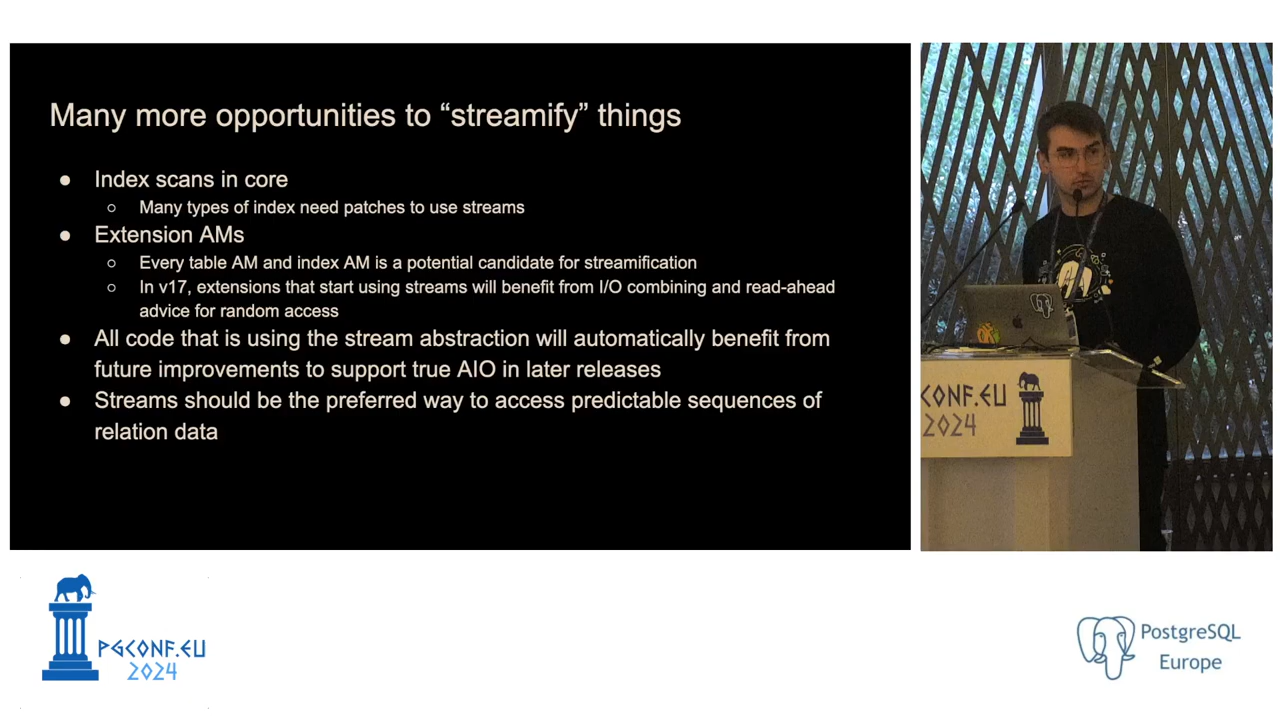 Many more opportunities to “streamify” things
● Index scans in core
○ Many types of index need patches to use streams
● Extension AMs
○ Every table AM and index AM is a potential candidate for streamification
○ In v17, extensions that start using streams will benefit from I/O combining and read-ahead
advice for random access
● All code that is using the stream abstraction will automatically benefit from
future improvements to support true AIO in later releases
● Streams should be the preferred way to access predictable sequences of
relation data
CONF.EU
2024
PGCONF.EU
2024
PostgreSQL
Europe